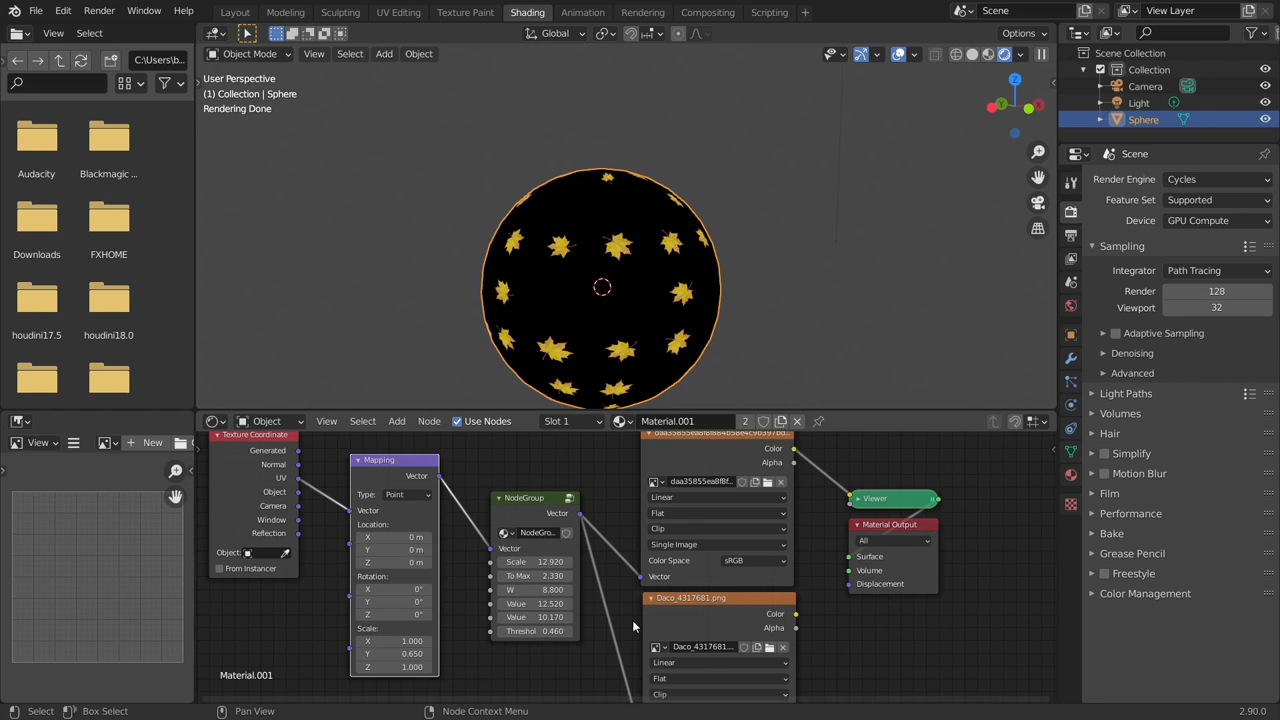 File Edit Render Window Help Layout Modeling Sculpting UV Editing Texture Paint Shading Animation Rendering Compositing Scripting + Scene View Layer
View Select Global Options
C:\Users\b...
Object Mode View Select Add Object
User Perspective
(1) Collection | Sphere
Rendering Done
Audacity Blackmagic ...
Downloads FXHOME
houdini17.5 houdini18.0
Z
Y X
Scene Collection
Collection
Camera
Light
Sphere
Scene
Render Engine Cycles
Feature Set Supported
Device GPU Compute
Sampling
Integrator Path Tracing
Render 128
Viewport 32
Adaptive Sampling
Denoising
Advanced
Light Paths
Volumes
Hair
Simplify
Motion Blur
Film
Performance
Bake
Grease Pencil
Freestyle
Color Management
View + New
Object View Select Add Node Use Nodes Slot 1 Material.001 2
Texture Coordinate
Generated
Normal
UV
Object
Camera
Window
Reflection
Object:
From Instancer
Mapping
Vector
Type: Point
Vector
Location:
X 0 m
Y 0 m
Z 0 m
Rotation:
X 0°
Y 0°
Z 0°
Scale:
X 1.000
Y 0.650
Z 1.000
NodeGroup
Vector
NodeGro...
Vector
Scale 12.920
To Max 2.330
W 8.800
Value 12.520
Value 10.170
Threshol 0.460
Color
Alpha
daa35855ea8f8f...
Linear
Flat
Clip
Single Image
Color Space sRGB
Vector
Daco_4317681.png
Color
Alpha
Daco_4317681...
Linear
Flat
Clip
Viewer
Material Output
All
Surface
Volume
Displacement
Material.001
Select Box Select Pan View Node Context Menu 2.90.0